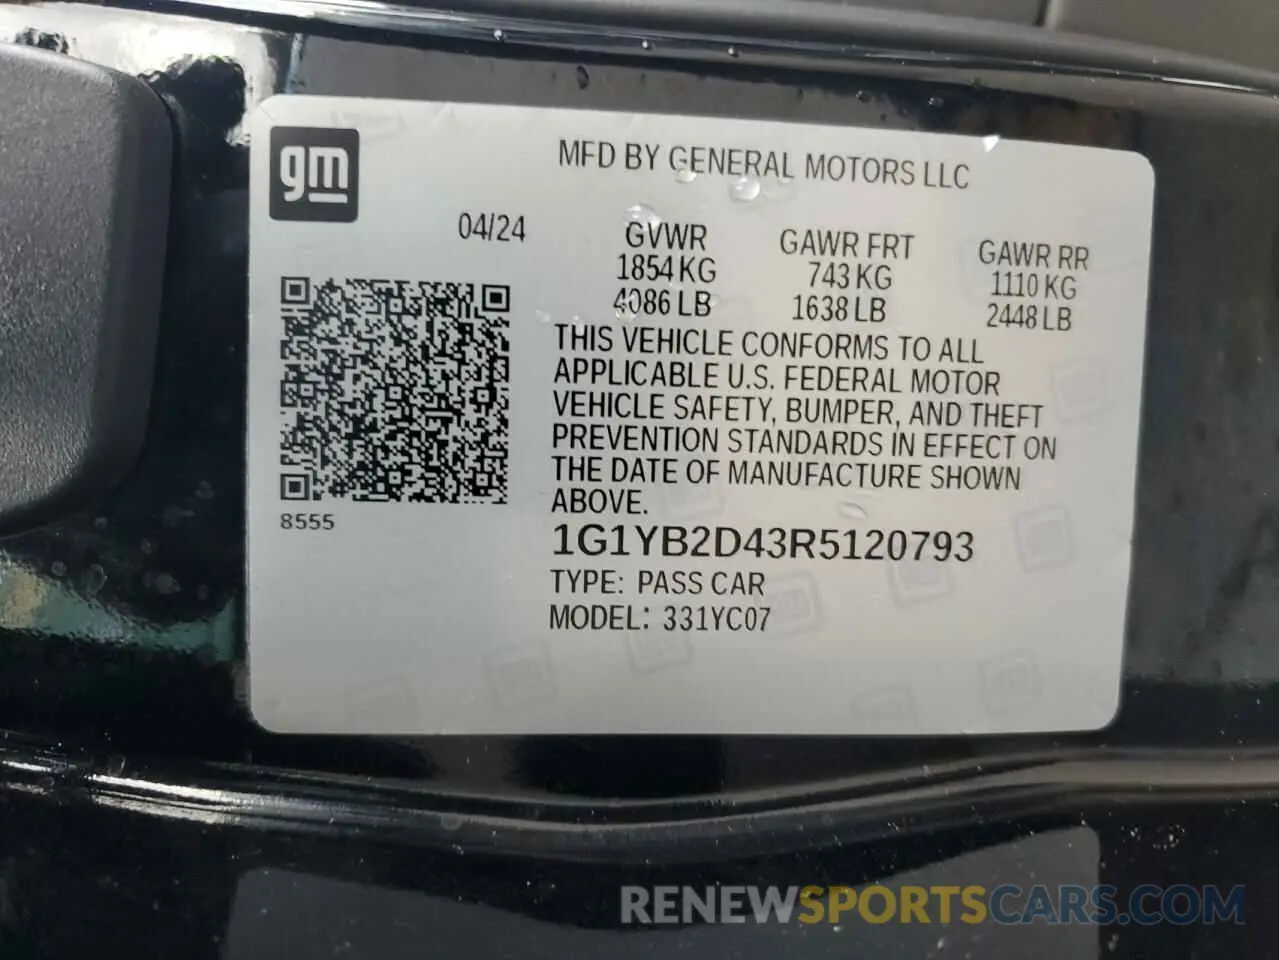 gm
MFD BY GENERAL MOTORS LLC
04/24
GVWR GAWR FRT GAWR RR
1854 KG 743 KG 1110 KG
4086 LB 1638 LB 2448 LB
THIS VEHICLE CONFORMS TO ALL
APPLICABLE U.S. FEDERAL MOTOR
VEHICLE SAFETY, BUMPER, AND THEFT
PREVENTION STANDARDS IN EFFECT ON
THE DATE OF MANUFACTURE SHOWN
ABOVE.
8555
1G1YB2D43R5120793
TYPE: PASS CAR
MODEL: 331YC07
RENEWSPORTSCARS.COM